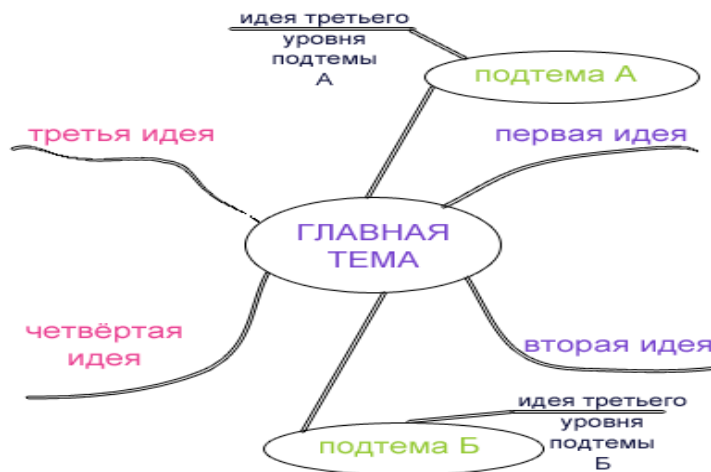 идея третьего
уровня
подтемы
А
подтема А
третья идея
первая идея
ГЛАВНАЯ
ТЕМА
четвёртая
идея
вторая идея
идея третьего
уровня
подтемы
Б
подтема Б